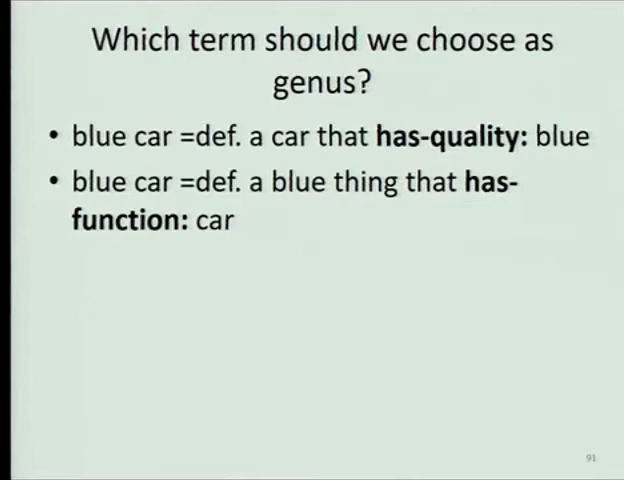 Which term should we choose as
genus?
• blue car =def. a car that has-quality: blue
• blue car =def. a blue thing that has-
function: car
91